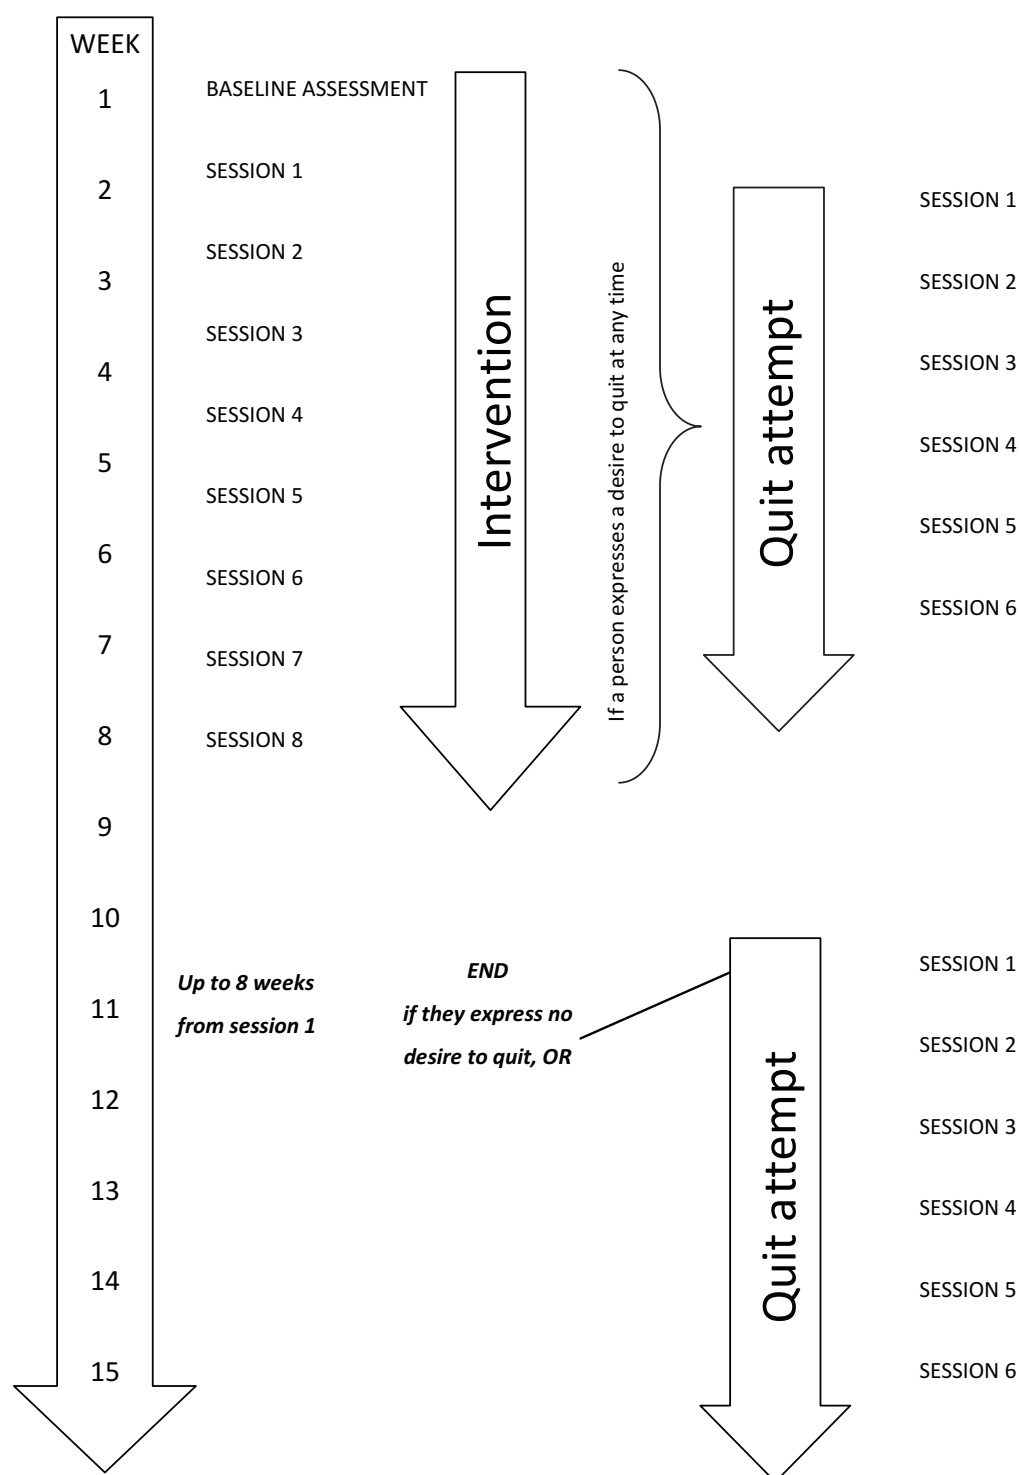 WEEK
1
2
3
4
5
6
7
8
9
10
11
12
13
14
15
BASELINE ASSESSMENT
SESSION 1
SESSION 2
SESSION 3
SESSION 4
SESSION 5
SESSION 6
SESSION 7
SESSION 8
Intervention
If a person expresses a desire to quit at any time
Quit attempt
SESSION 1
SESSION 2
SESSION 3
SESSION 4
SESSION 5
SESSION 6
Up to 8 weeks
from session 1
END
if they express no
desire to quit, OR
Quit attempt
SESSION 1
SESSION 2
SESSION 3
SESSION 4
SESSION 5
SESSION 6